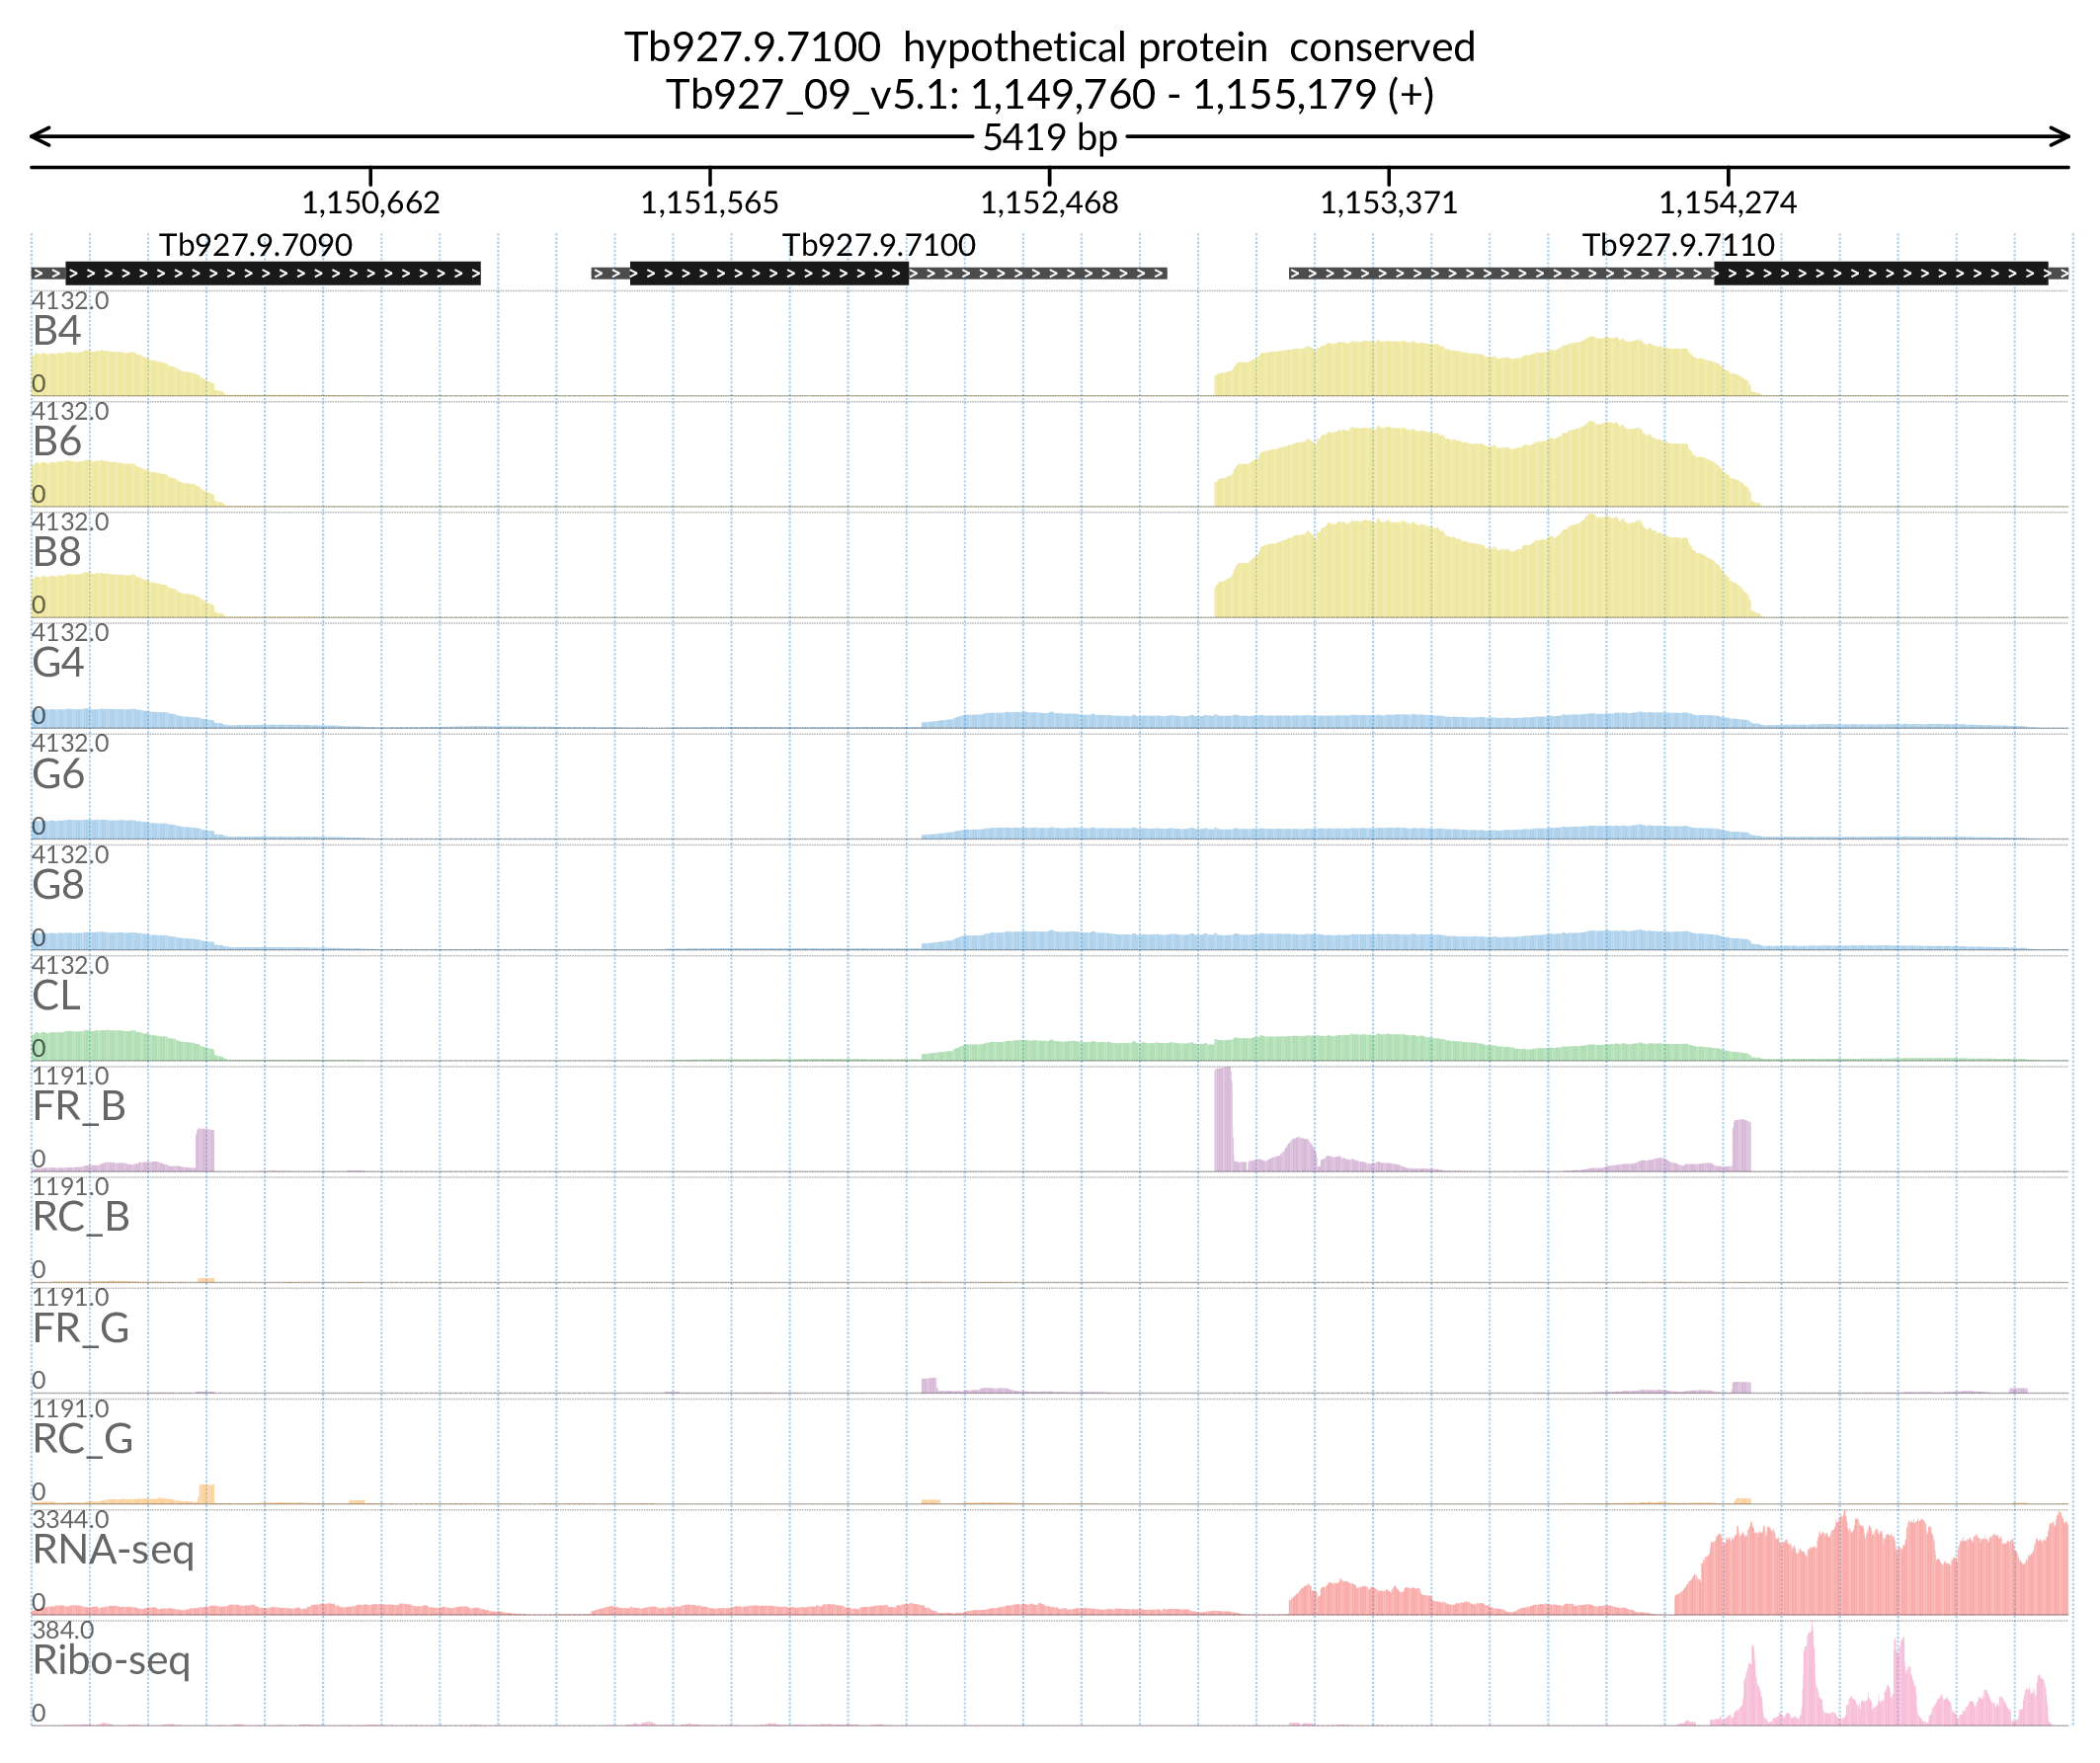 Tb927.9.7100  hypothetical protein  conserved
Tb927_09_v5.1: 1,149,760 - 1,155,179 (+)
5419 bp
1,150,662 1,151,565 1,152,468 1,153,371 1,154,274
Tb927.9.7090 Tb927.9.7100 Tb927.9.7110
4132.0
B4
0
4132.0
B6
0
4132.0
B8
0
4132.0
G4
0
4132.0
G6
0
4132.0
G8
0
4132.0
CL
0
1191.0
FR_B
0
1191.0
RC_B
0
1191.0
FR_G
0
1191.0
RC_G
0
3344.0
RNA-seq
0
384.0
Ribo-seq
0